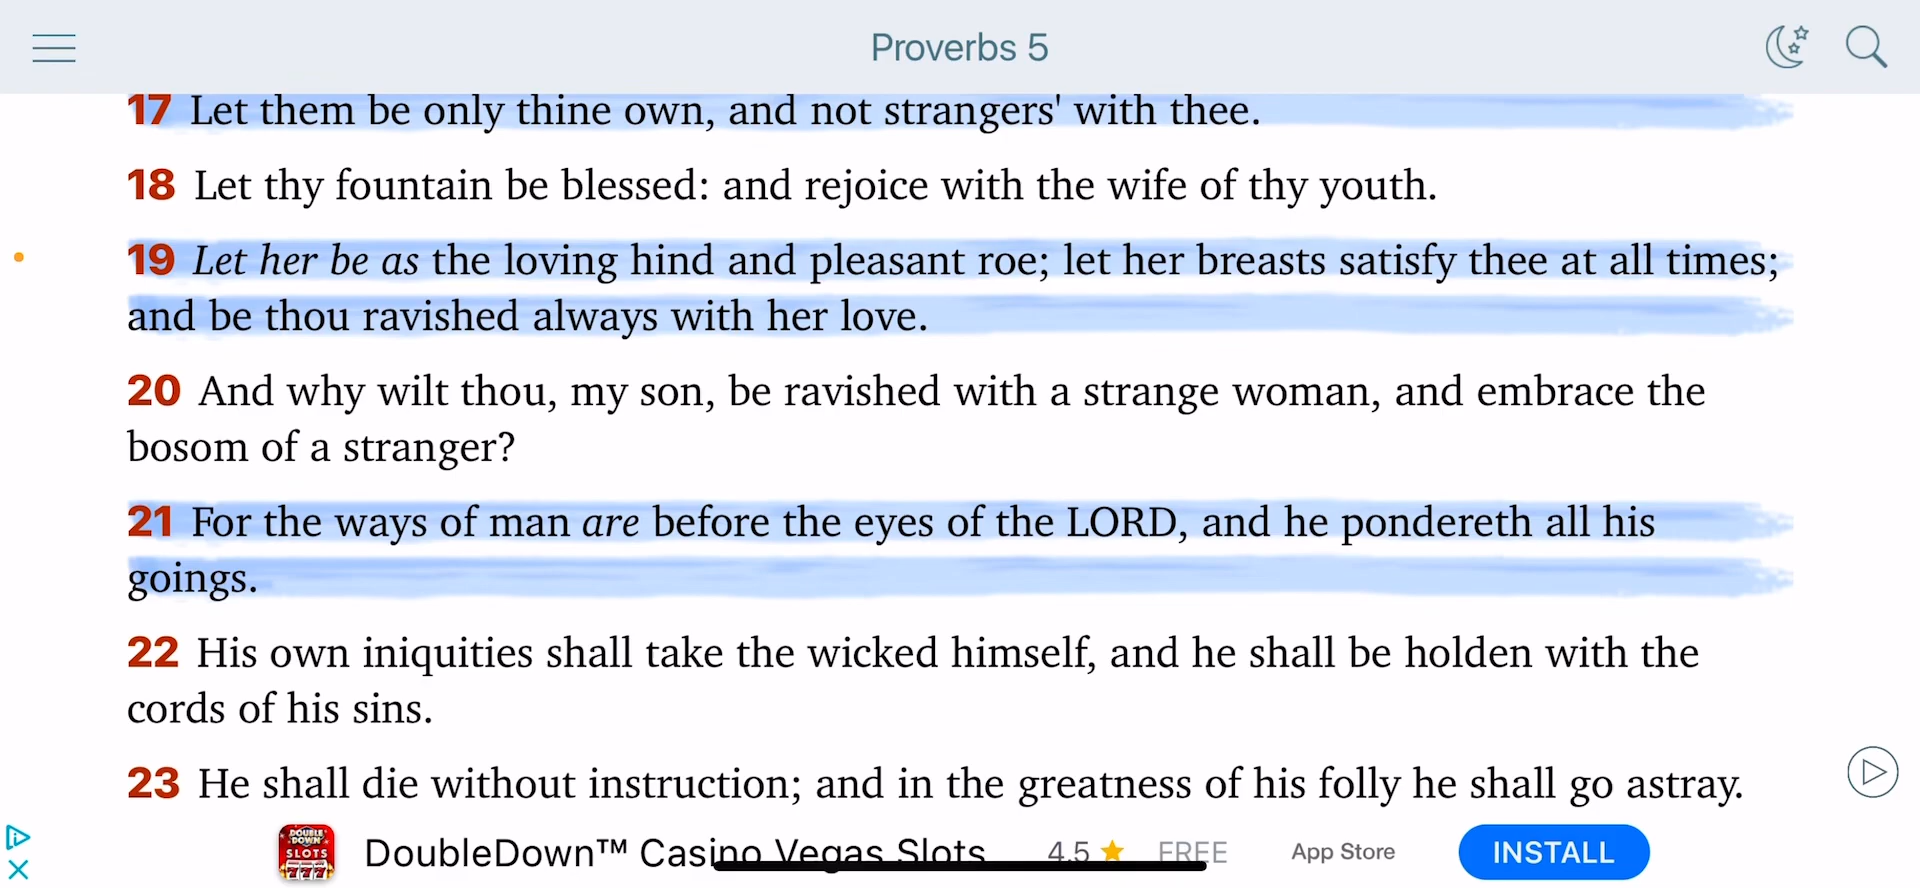 Proverbs 5
17 Let them be only thine own, and not strangers' with thee.
18 Let thy fountain be blessed: and rejoice with the wife of thy youth.
19 Let her be as the loving hind and pleasant roe; let her breasts satisfy thee at all times;
and be thou ravished always with her love.
20 And why wilt thou, my son, be ravished with a strange woman, and embrace the
bosom of a stranger?
21 For the ways of man are before the eyes of the LORD, and he pondereth all his
goings.
22 His own iniquities shall take the wicked himself, and he shall be holden with the
cords of his sins.
23 He shall die without instruction; and in the greatness of his folly he shall go astray.
DOUBLE
DOWN
SLOTS
777
DoubleDown™ Casino Vegas Slots 4.5 FREE App Store INSTALL